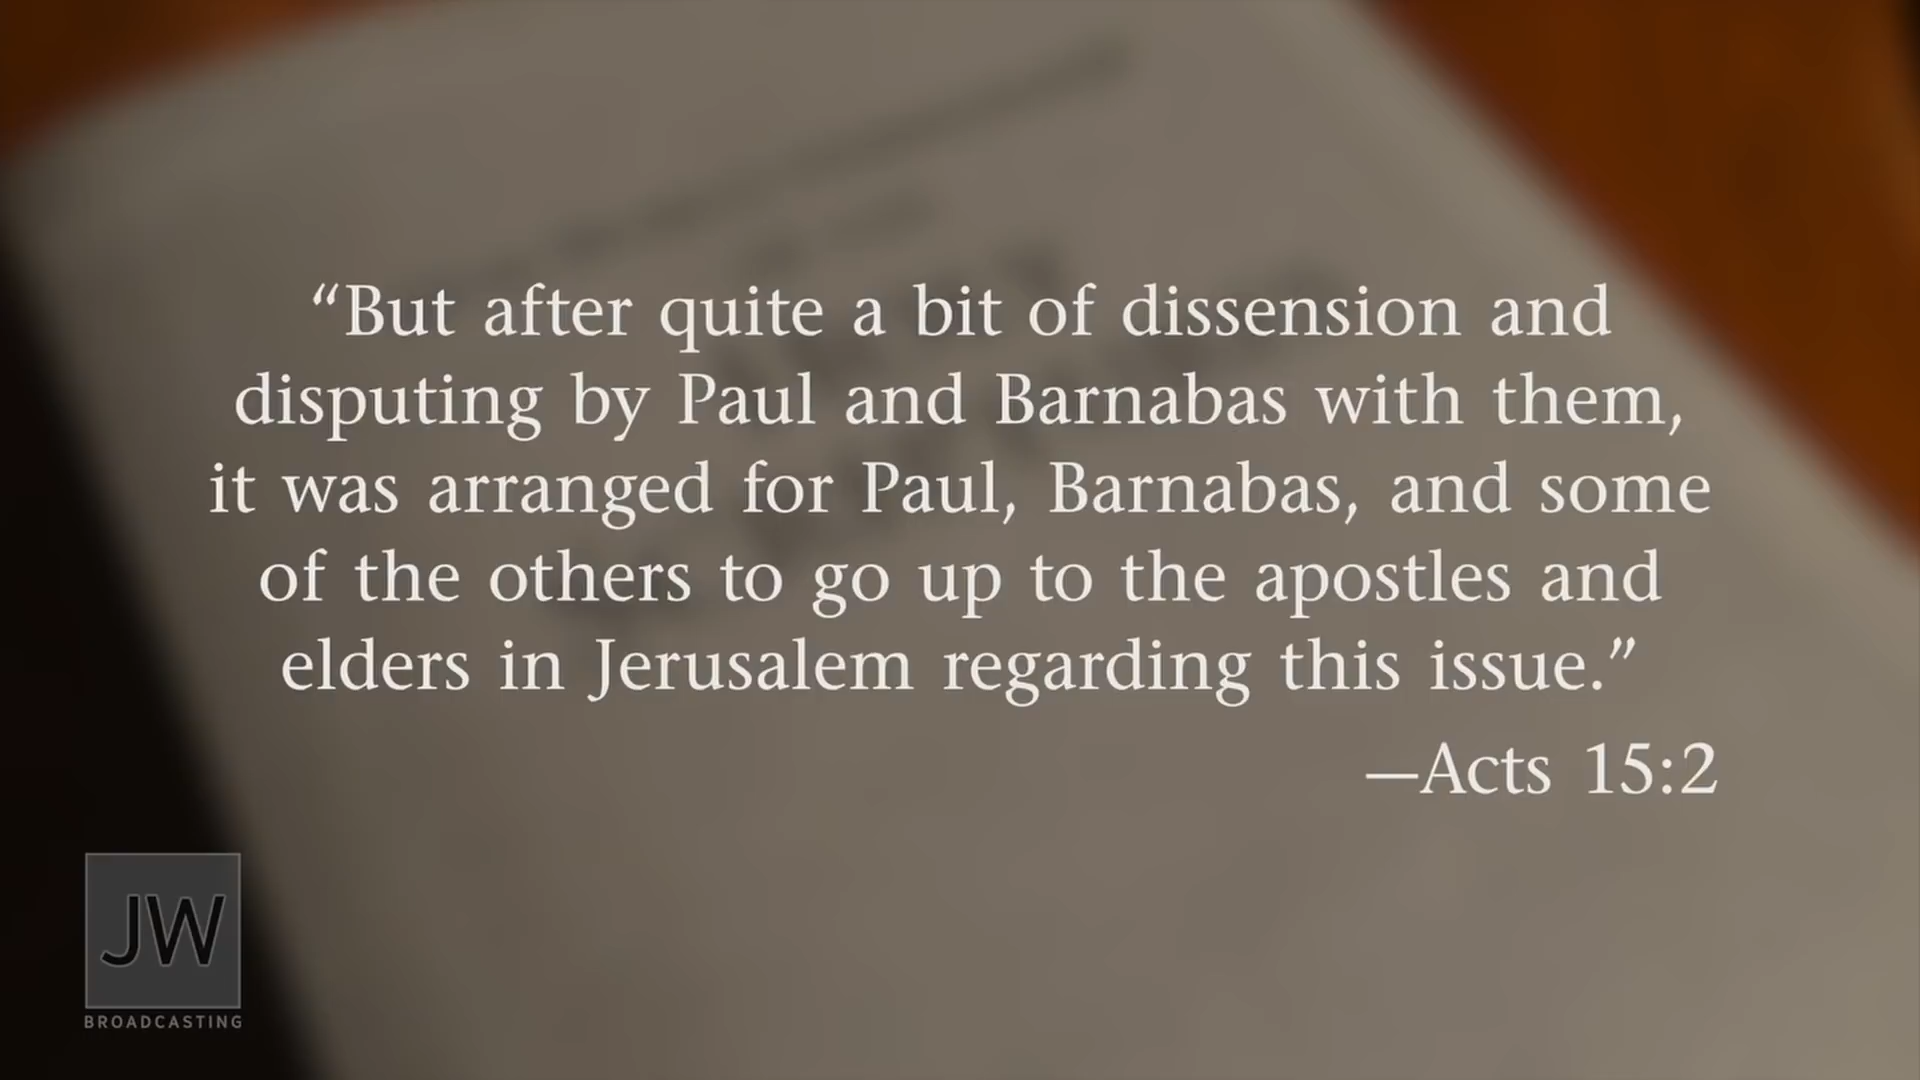 “But after quite a bit of dissension and
disputing by Paul and Barnabas with them,
it was arranged for Paul, Barnabas, and some
of the others to go up to the apostles and
elders in Jerusalem regarding this issue.”
—Acts 15:2
JW
BROADCASTING